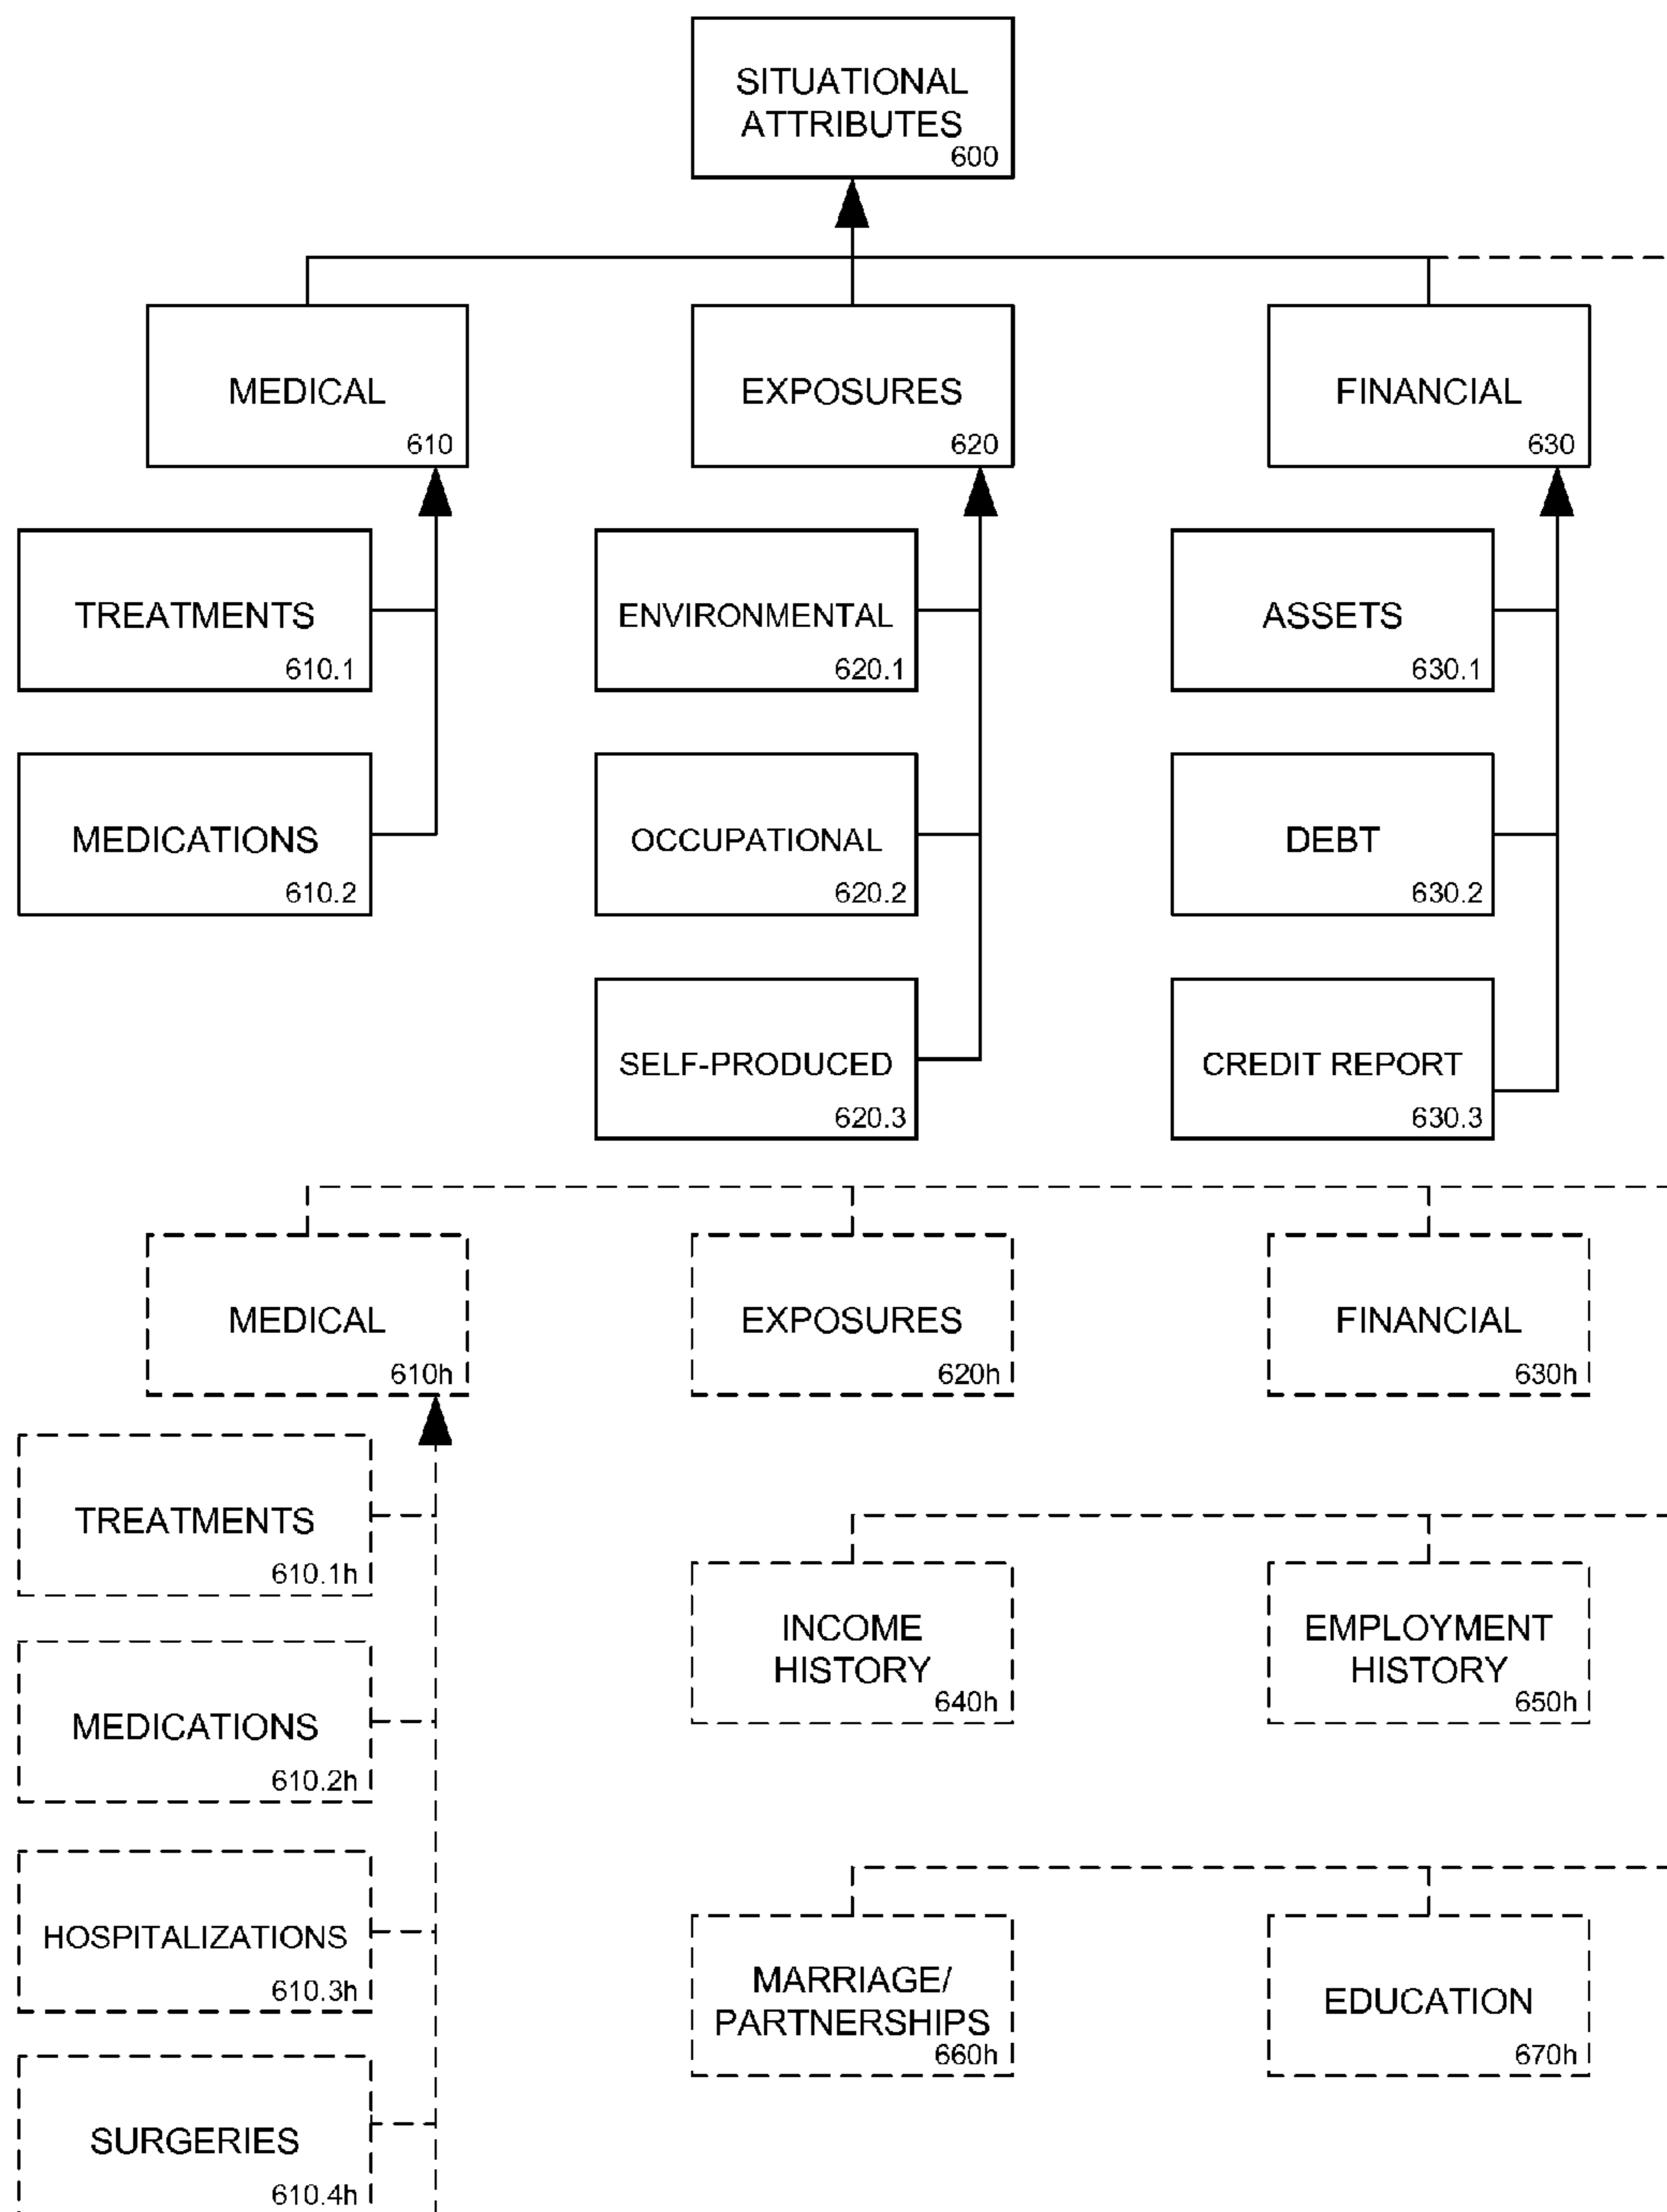 SITUATIONAL
ATTRIBUTES
600
MEDICAL
610
EXPOSURES
620
FINANCIAL
630
TREATMENTS
610.1
ENVIRONMENTAL
620.1
ASSETS
630.1
MEDICATIONS
610.2
OCCUPATIONAL
620.2
DEBT
630.2
SELF-PRODUCED
620.3
CREDIT REPORT
630.3
MEDICAL
610h
EXPOSURES
620h
FINANCIAL
630h
TREATMENTS
610.1h
INCOME
HISTORY
640h
EMPLOYMENT
HISTORY
650h
MEDICATIONS
610.2h
HOSPITALIZATIONS
610.3h
MARRIAGE/
PARTNERSHIPS
660h
EDUCATION
670h
SURGERIES
610.4h